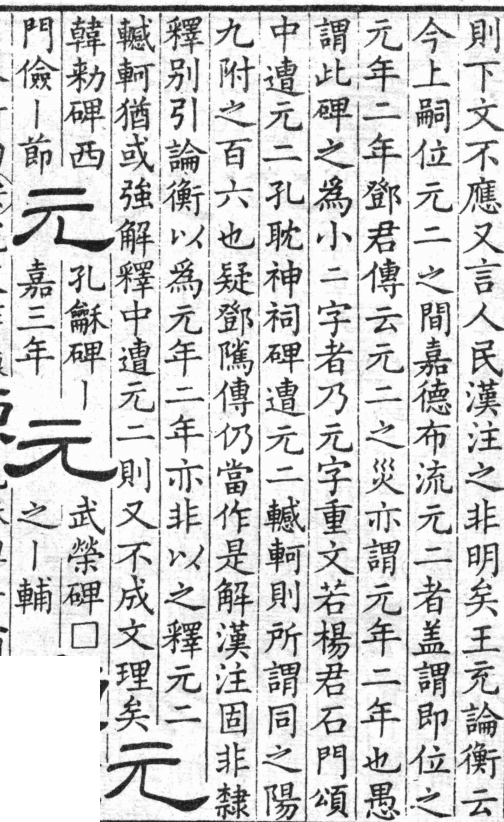 則下文不應又言人民漢注之非明矣王充論衡云
今上嗣位元二之間嘉德布流元二者盖謂即位之
元年二年鄧君傳云元二之災亦謂元年二年也愚
謂此碑之為小二字者乃元字重文若楊君石門頌
中遭元二孔耽神祠碑遭元二轗軻則所謂同之陽
九附之百六也疑鄧隲傳仍當作是解漢注固非隸
釋别引論衡以為元年二年亦非以之釋元二
轗軻猶或強解釋中遭元二則又不成文理矣
元
韓勑碑西
門儉丨節
元
孔龢碑丨
嘉三年
元
武榮碑□
之丨輔